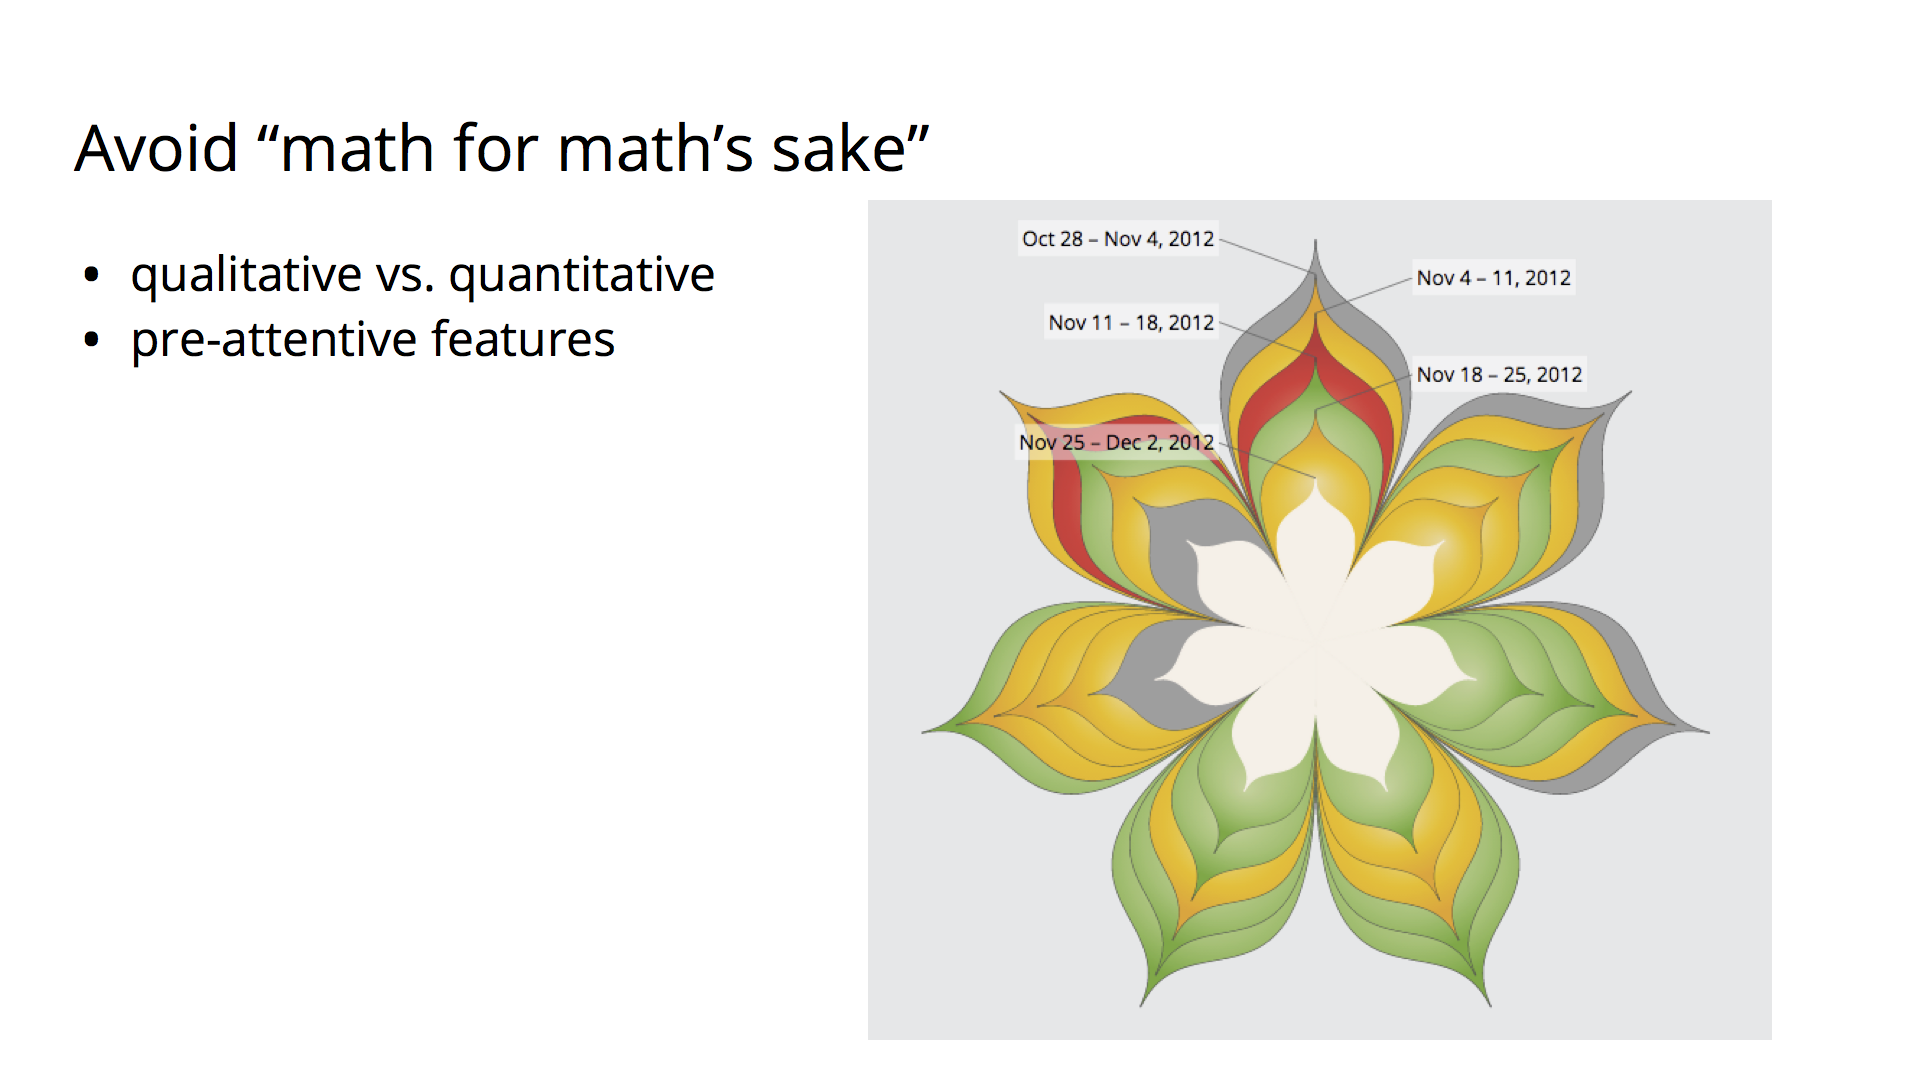 Avoid “math for math’s sake”
• qualitative vs. quantitative
• pre-attentive features
Oct 28 – Nov 4, 2012
Nov 4 – 11, 2012
Nov 11 – 18, 2012
Nov 18 – 25, 2012
Nov 25 – Dec 2, 2012